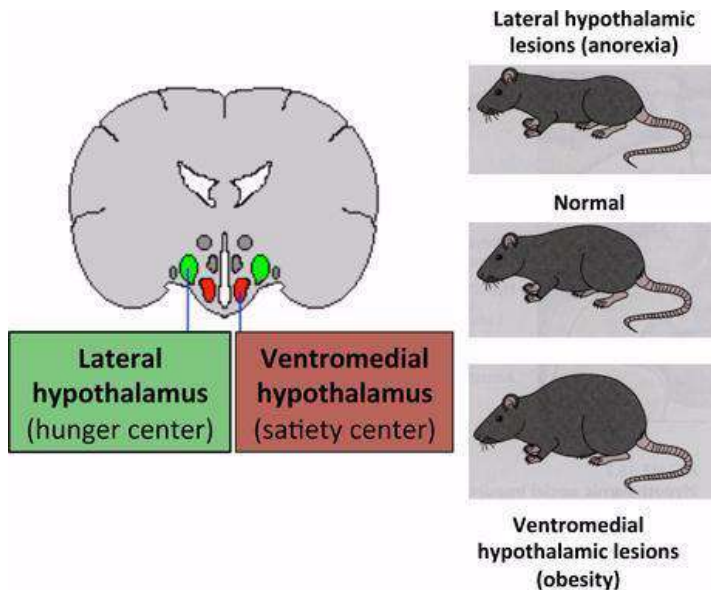 Lateral hypothalamic
lesions (anorexia)
Normal
Lateral
hypothalamus
(hunger center)
Ventromedial
hypothalamus
(satiety center)
Ventromedial
hypothalamic lesions
(obesity)